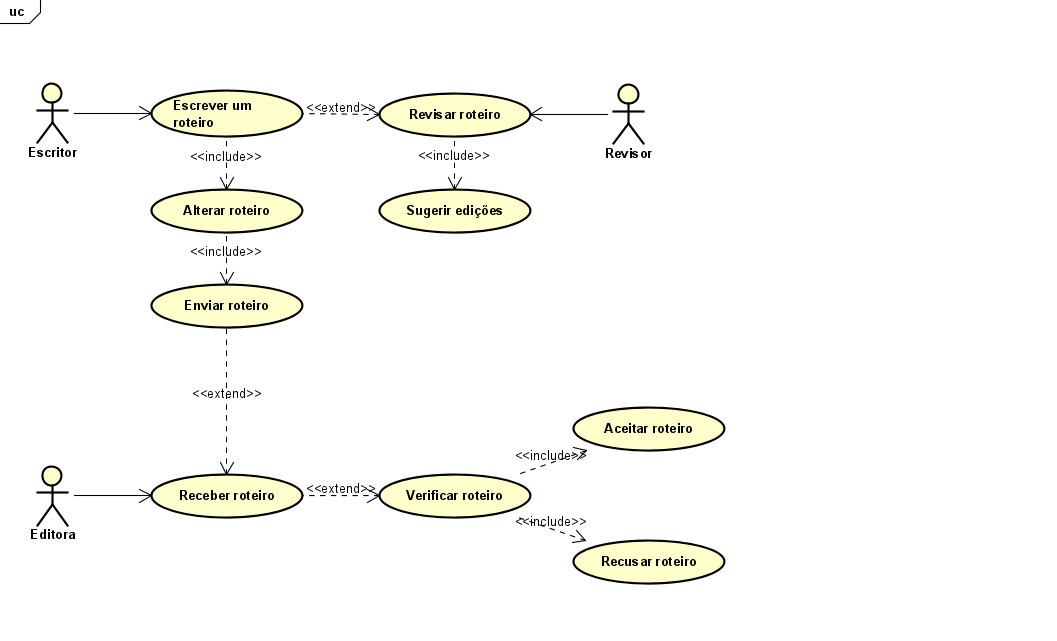 uc
Escrever um
roteiro
<<extend>>
Revisar roteiro
Escritor
Revisor
<<include>>
<<include>>
Alterar roteiro
Sugerir edições
<<include>>
Enviar roteiro
<<extend>>
Aceitar roteiro
<<include>>
Receber roteiro
<<extend>>
Verificar roteiro
Editora
<<include>>
Recusar roteiro